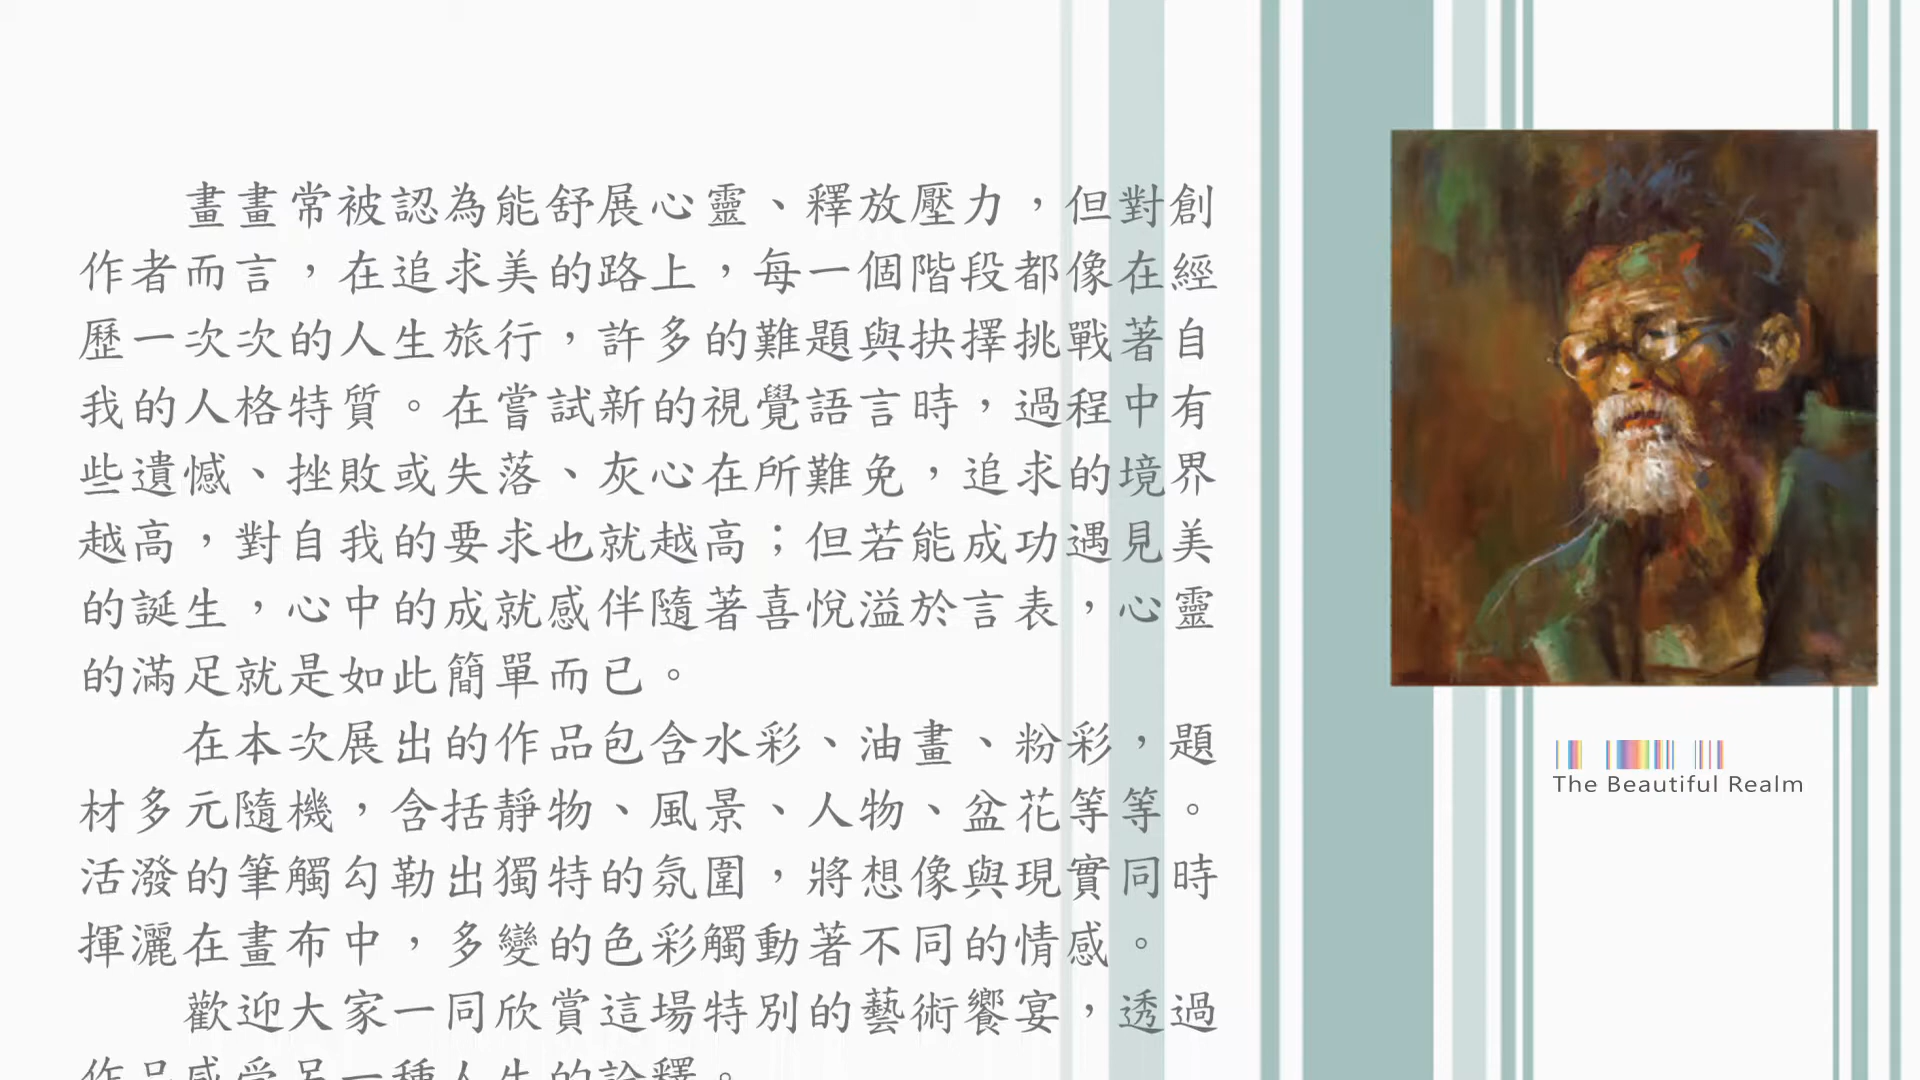 畫畫常被認為能舒展心靈、釋放壓力，但對創
作者而言，在追求美的路上，每一個階段都像在經
歷一次次的人生旅行，許多的難題與抉擇挑戰著自
我的人格特質。在嘗試新的視覺語言時，過程中有
些遺憾、挫敗或失落、灰心在所難免，追求的境界
越高，對自我的要求也就越高；但若能成功遇見美
的誕生，心中的成就感伴隨著喜悅溢於言表，心靈
的滿足就是如此簡單而已。
在本次展出的作品包含水彩、油畫、粉彩，題
材多元隨機，含括靜物、風景、人物、盆花等等。
活潑的筆觸勾勒出獨特的氛圍，將想像與現實同時
揮灑在畫布中，多變的色彩觸動著不同的情感。
歡迎大家一同欣賞這場特別的藝術饗宴，透過
作品感受另一種人生的詮釋。
The Beautiful Realm